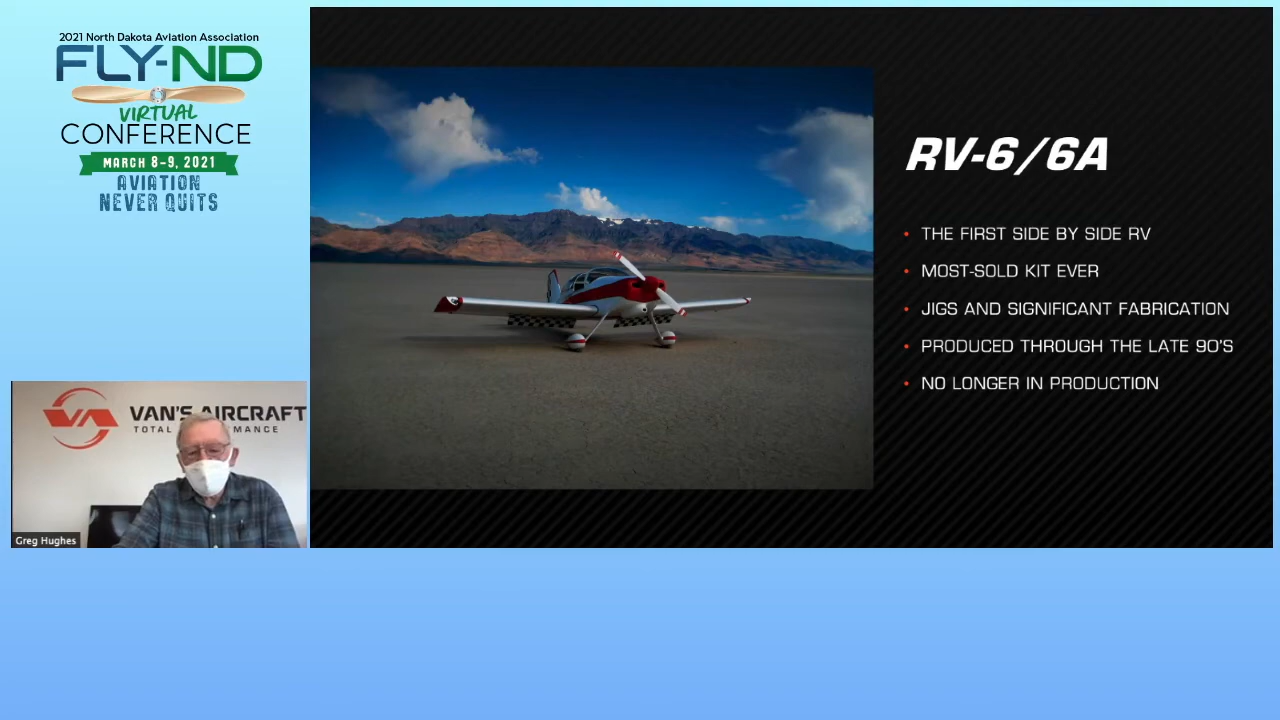 2021 North Dakota Aviation Association
FLY-ND
VIRTUAL
CONFERENCE
MARCH 8-9, 2021
AVIATION
NEVER QUITS
VAN'S AIRCRAFT
TOTAL
MANCE
Greg Hughes
RV-6/6A
• THE FIRST SIDE BY SIDE RV
• MOST-SOLD KIT EVER
• JIGS AND SIGNIFICANT FABRICATION
• PRODUCED THROUGH THE LATE 90'S
• NO LONGER IN PRODUCTION